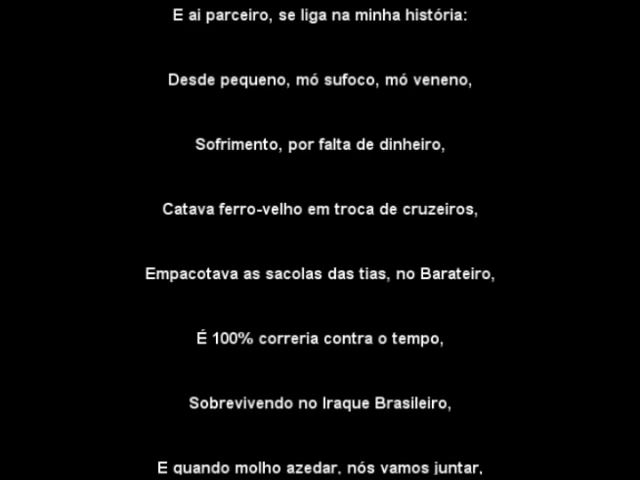 E ai parceiro, se liga na minha história:
Desde pequeno, mó sufoco, mó veneno,
Sofrimento, por falta de dinheiro,
Catava ferro-velho em troca de cruzeiros,
Empacotava as sacolas das tias, no Barateiro,
É 100% correria contra o tempo,
Sobrevivendo no Iraque Brasileiro,
E quando molho azedar, nós vamos juntar,